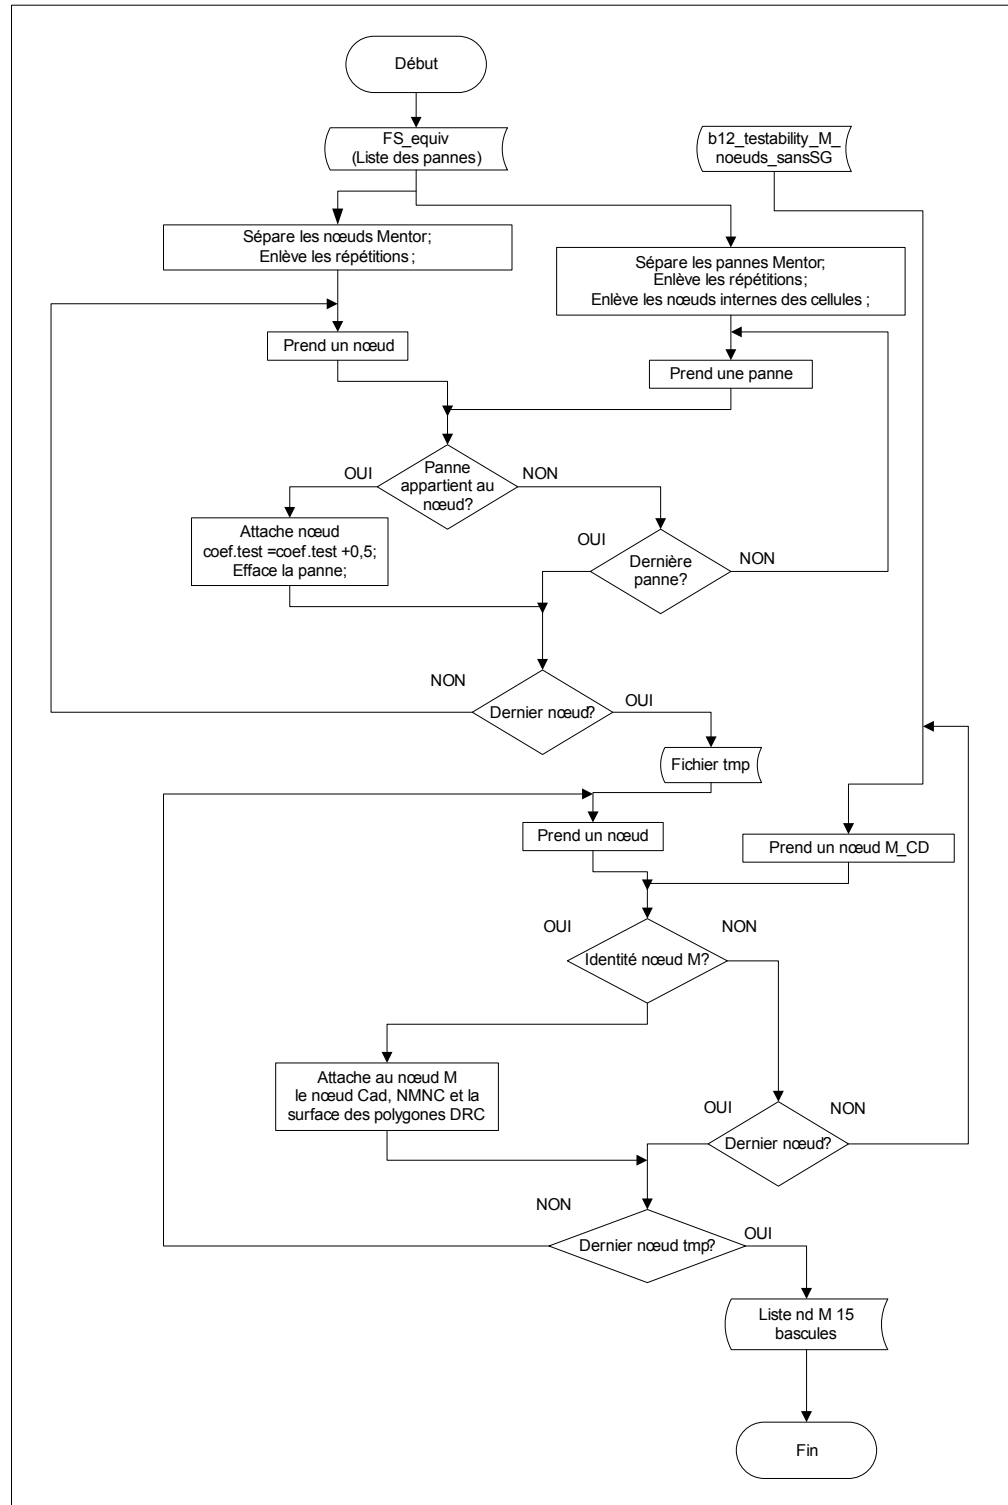 Début
FS_equiv
(Liste des pannes)
b12_testability_M_
noeuds_sansSG
Sépare les nœuds Mentor;
Enlève les répétitions ;
Sépare les pannes Mentor;
Enlève les répétitions;
Enlève les nœuds internes des cellules ;
Prend un nœud
Prend une panne
OUI
Panne
appartient au
nœud?
NON
Attache nœud
coef.test =coef.test +0,5;
Efface la panne;
OUI
Dernière
panne?
NON
NON
Dernier nœud?
OUI
Fichier tmp
Prend un nœud
Prend un nœud M_CD
OUI
NON
Identité nœud M?
Attache au nœud M
le nœud Cad, NMNC et la
surface des polygones DRC
OUI
NON
Dernier nœud?
NON
Dernier nœud tmp?
OUI
Liste nd M 15
bascules
Fin